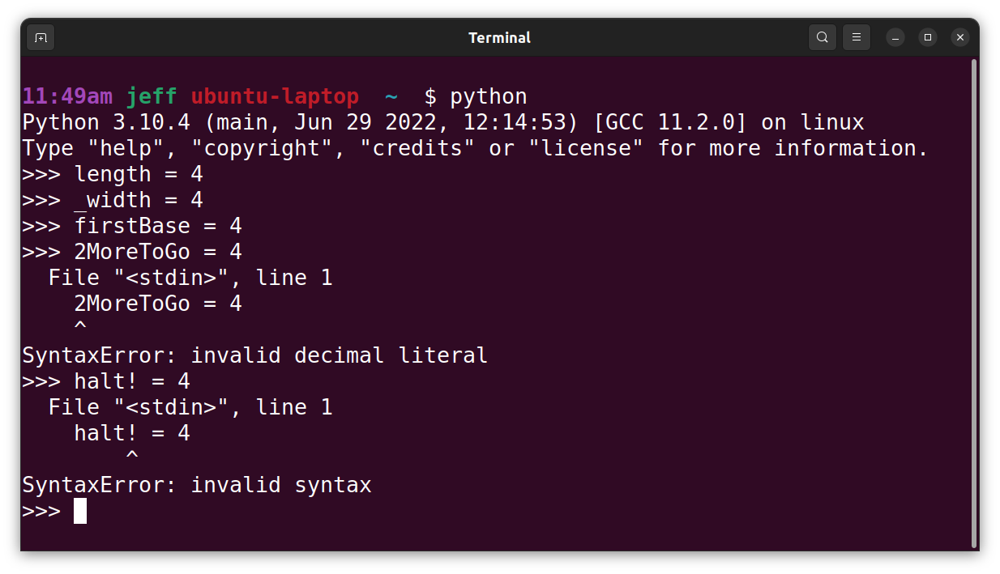 Terminal
11:49am jeff ubuntu-laptop  ~  $ python
Python 3.10.4 (main, Jun 29 2022, 12:14:53) [GCC 11.2.0] on linux
Type "help", "copyright", "credits" or "license" for more information.
>>> length = 4
>>> _width = 4
>>> firstBase = 4
>>> 2MoreToGo = 4
  File "<stdin>", line 1
    2MoreToGo = 4
    ^
SyntaxError: invalid decimal literal
>>> halt! = 4
  File "<stdin>", line 1
    halt! = 4
        ^
SyntaxError: invalid syntax
>>>